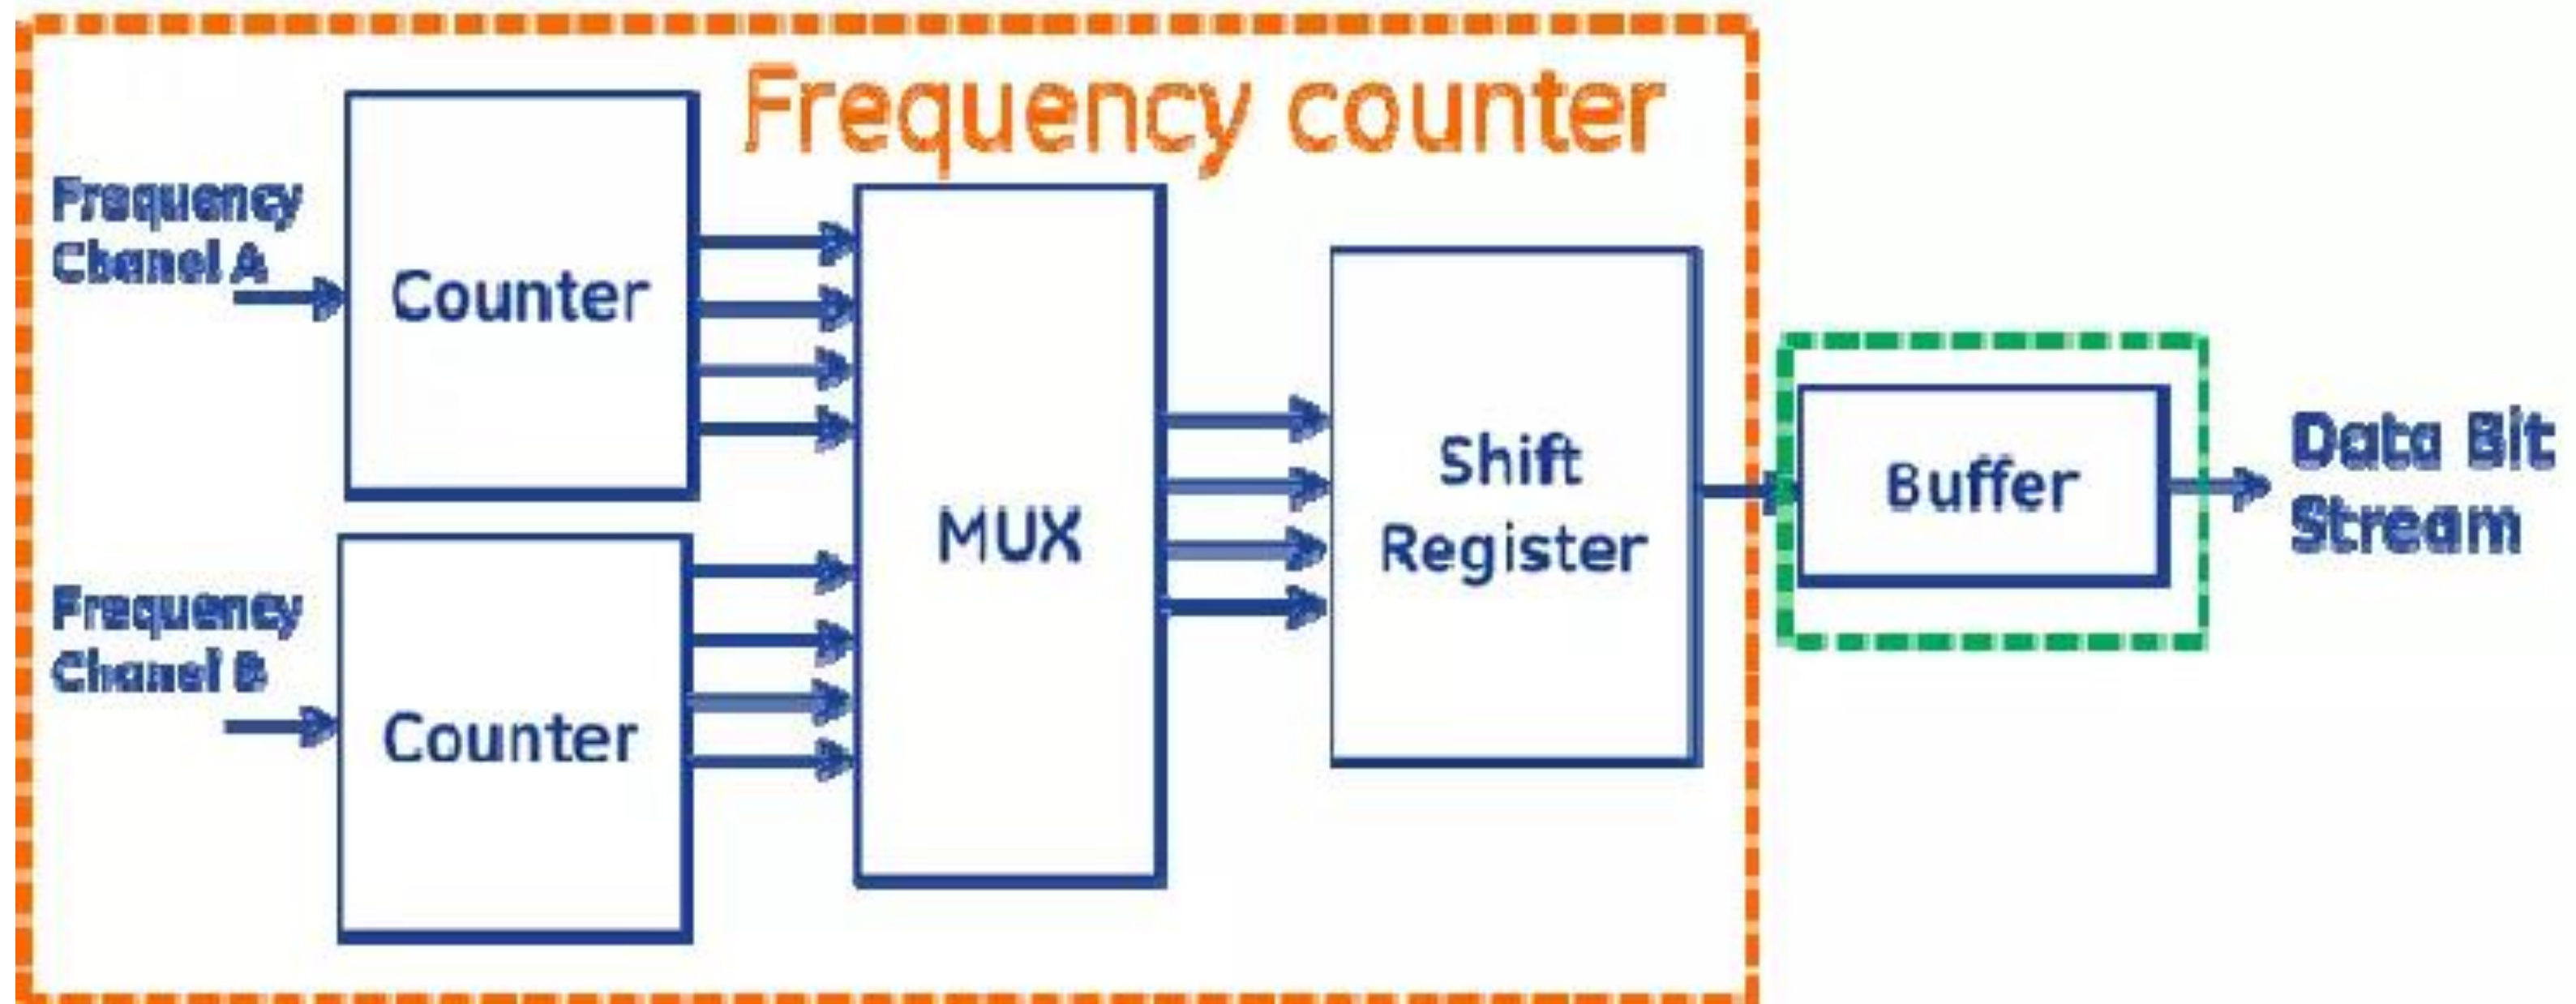 Frequency counter
Frequency
Chanel A
Counter
Frequency
Chanel B
Counter
MUX
Shift
Register
Buffer
Data Bit
Stream